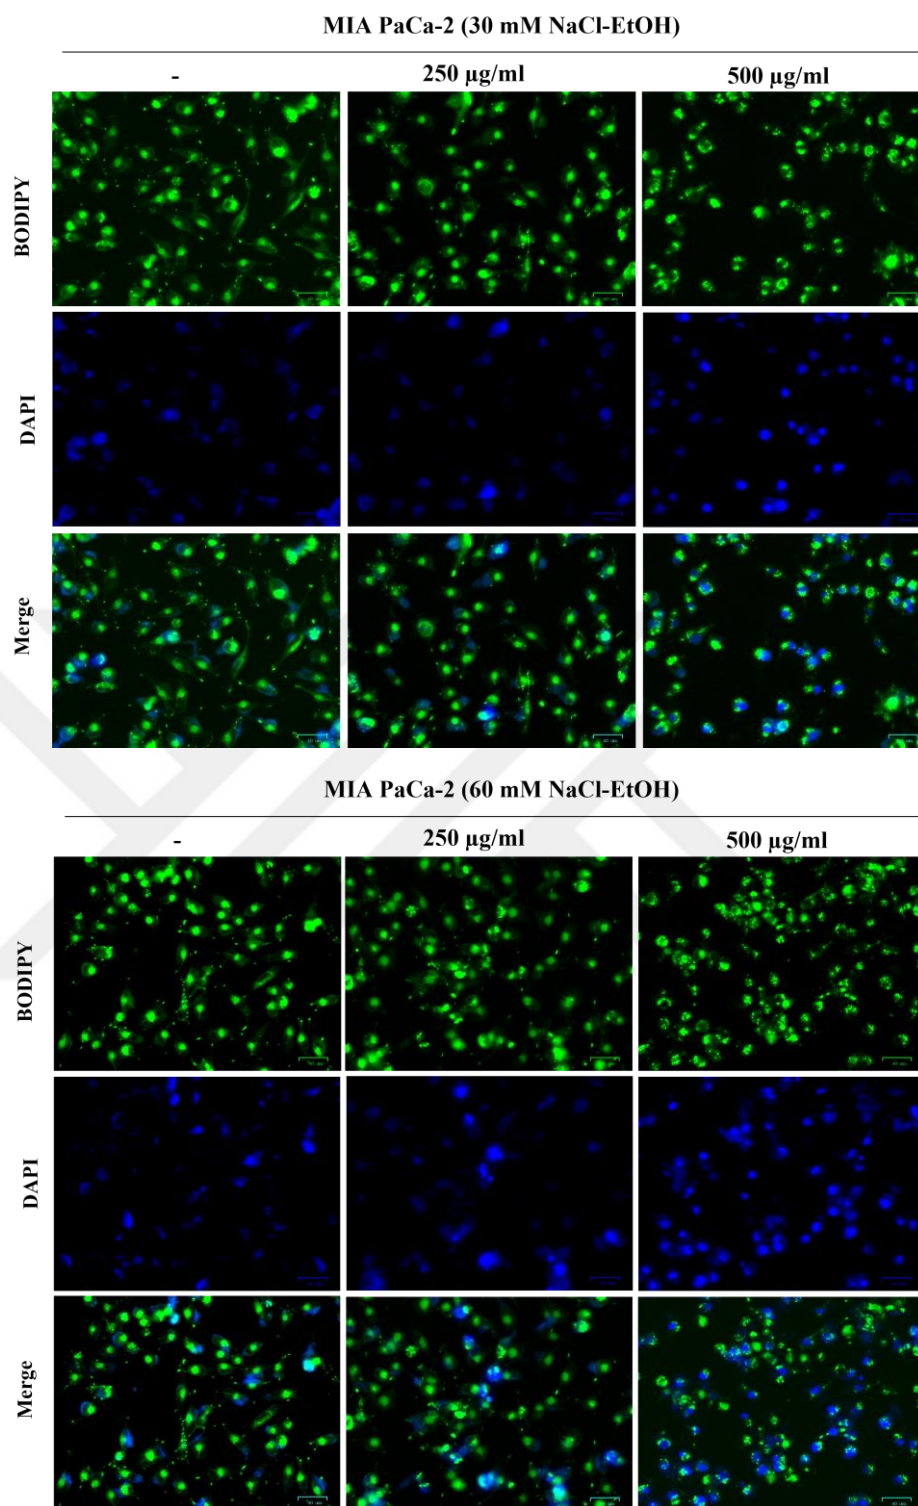 MIA PaCa-2 (30 mM NaCl-EtOH)
- 250 µg/ml 500 µg/ml
BODIPY
DAPI
Merge
MIA PaCa-2 (60 mM NaCl-EtOH)
- 250 µg/ml 500 µg/ml
BODIPY
DAPI
Merge